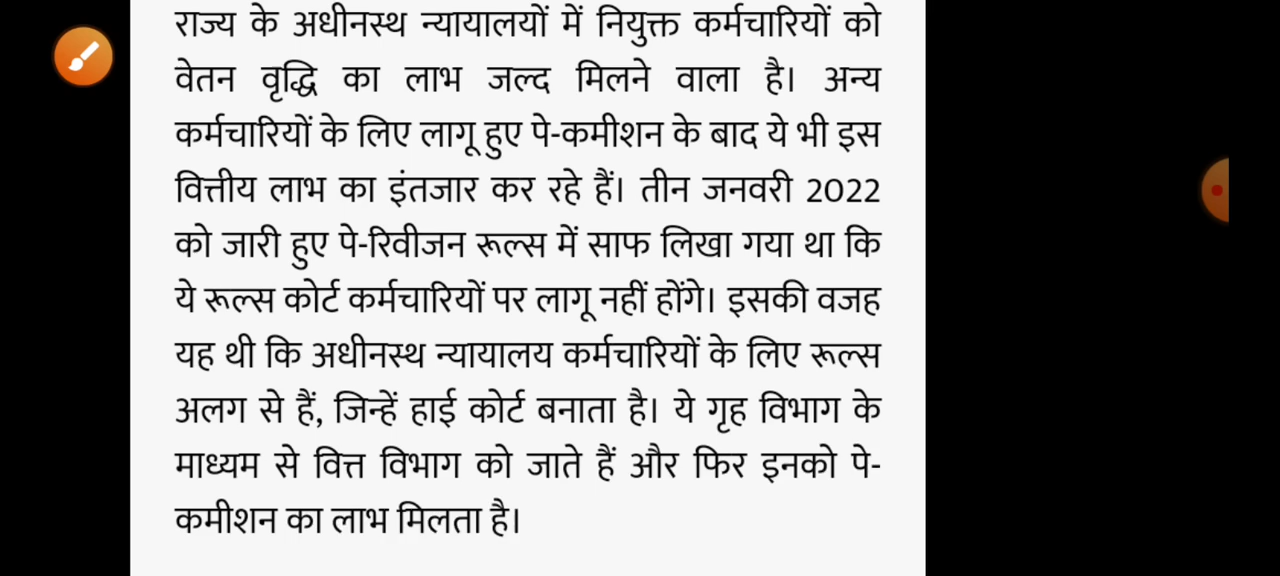 राज्य के अधीनस्थ न्यायालयों में नियुक्त कर्मचारियों को
वेतन वृद्धि का लाभ जल्द मिलने वाला है। अन्य
कर्मचारियों के लिए लागू हुए पे-कमीशन के बाद ये भी इस
वित्तीय लाभ का इंतजार कर रहे हैं। तीन जनवरी 2022
को जारी हुए पे-रिवीजन रूल्स में साफ लिखा गया था कि
ये रूल्स कोर्ट कर्मचारियों पर लागू नहीं होंगे। इसकी वजह
यह थी कि अधीनस्थ न्यायालय कर्मचारियों के लिए रूल्स
अलग से हैं, जिन्हें हाई कोर्ट बनाता है। ये गृह विभाग के
माध्यम से वित्त विभाग को जाते हैं और फिर इनको पे-
कमीशन का लाभ मिलता है।